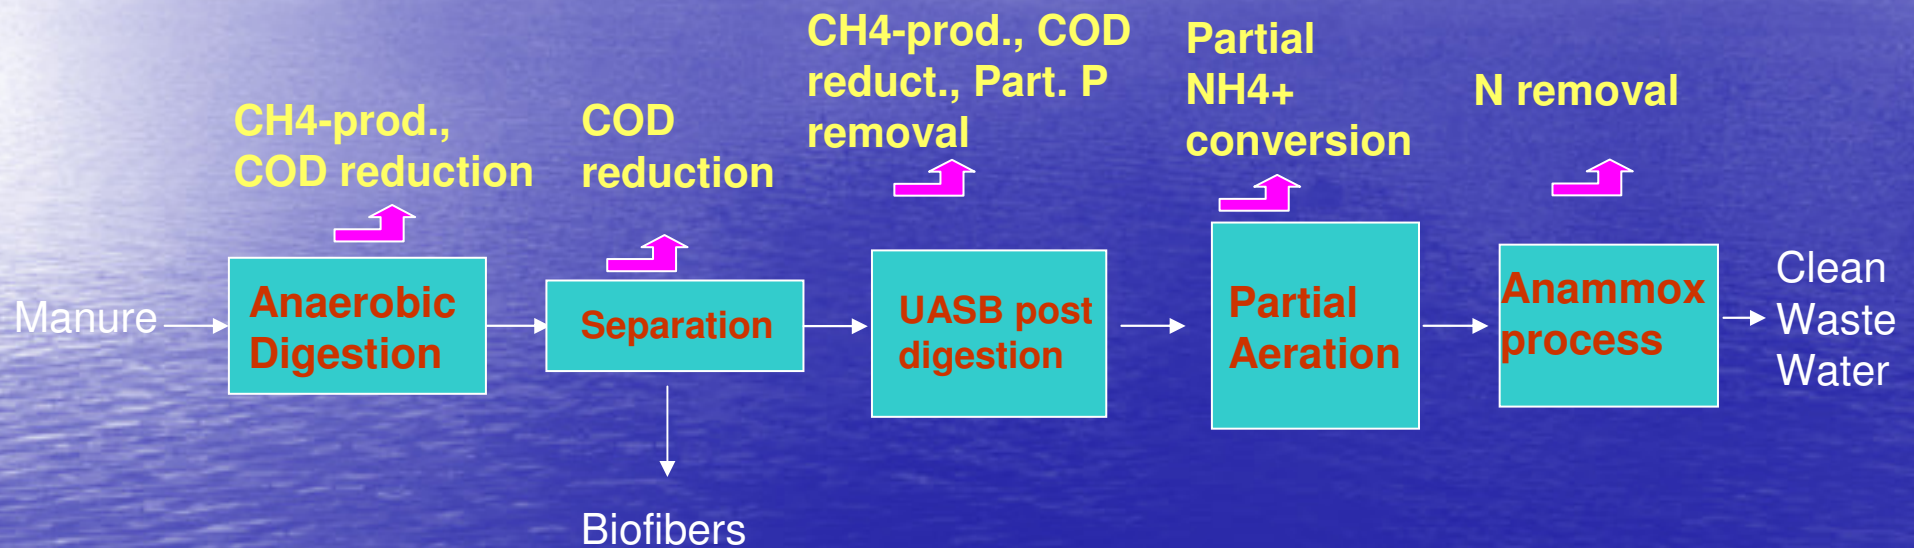 CH4-prod., COD
reduct., Part. P
removal
Partial
NH4+
conversion
N removal
CH4-prod.,
COD reduction
COD
reduction
Manure
Anaerobic
Digestion
Separation
UASB post
digestion
Partial
Aeration
Anammox
process
Clean
Waste
Water
Biofibers